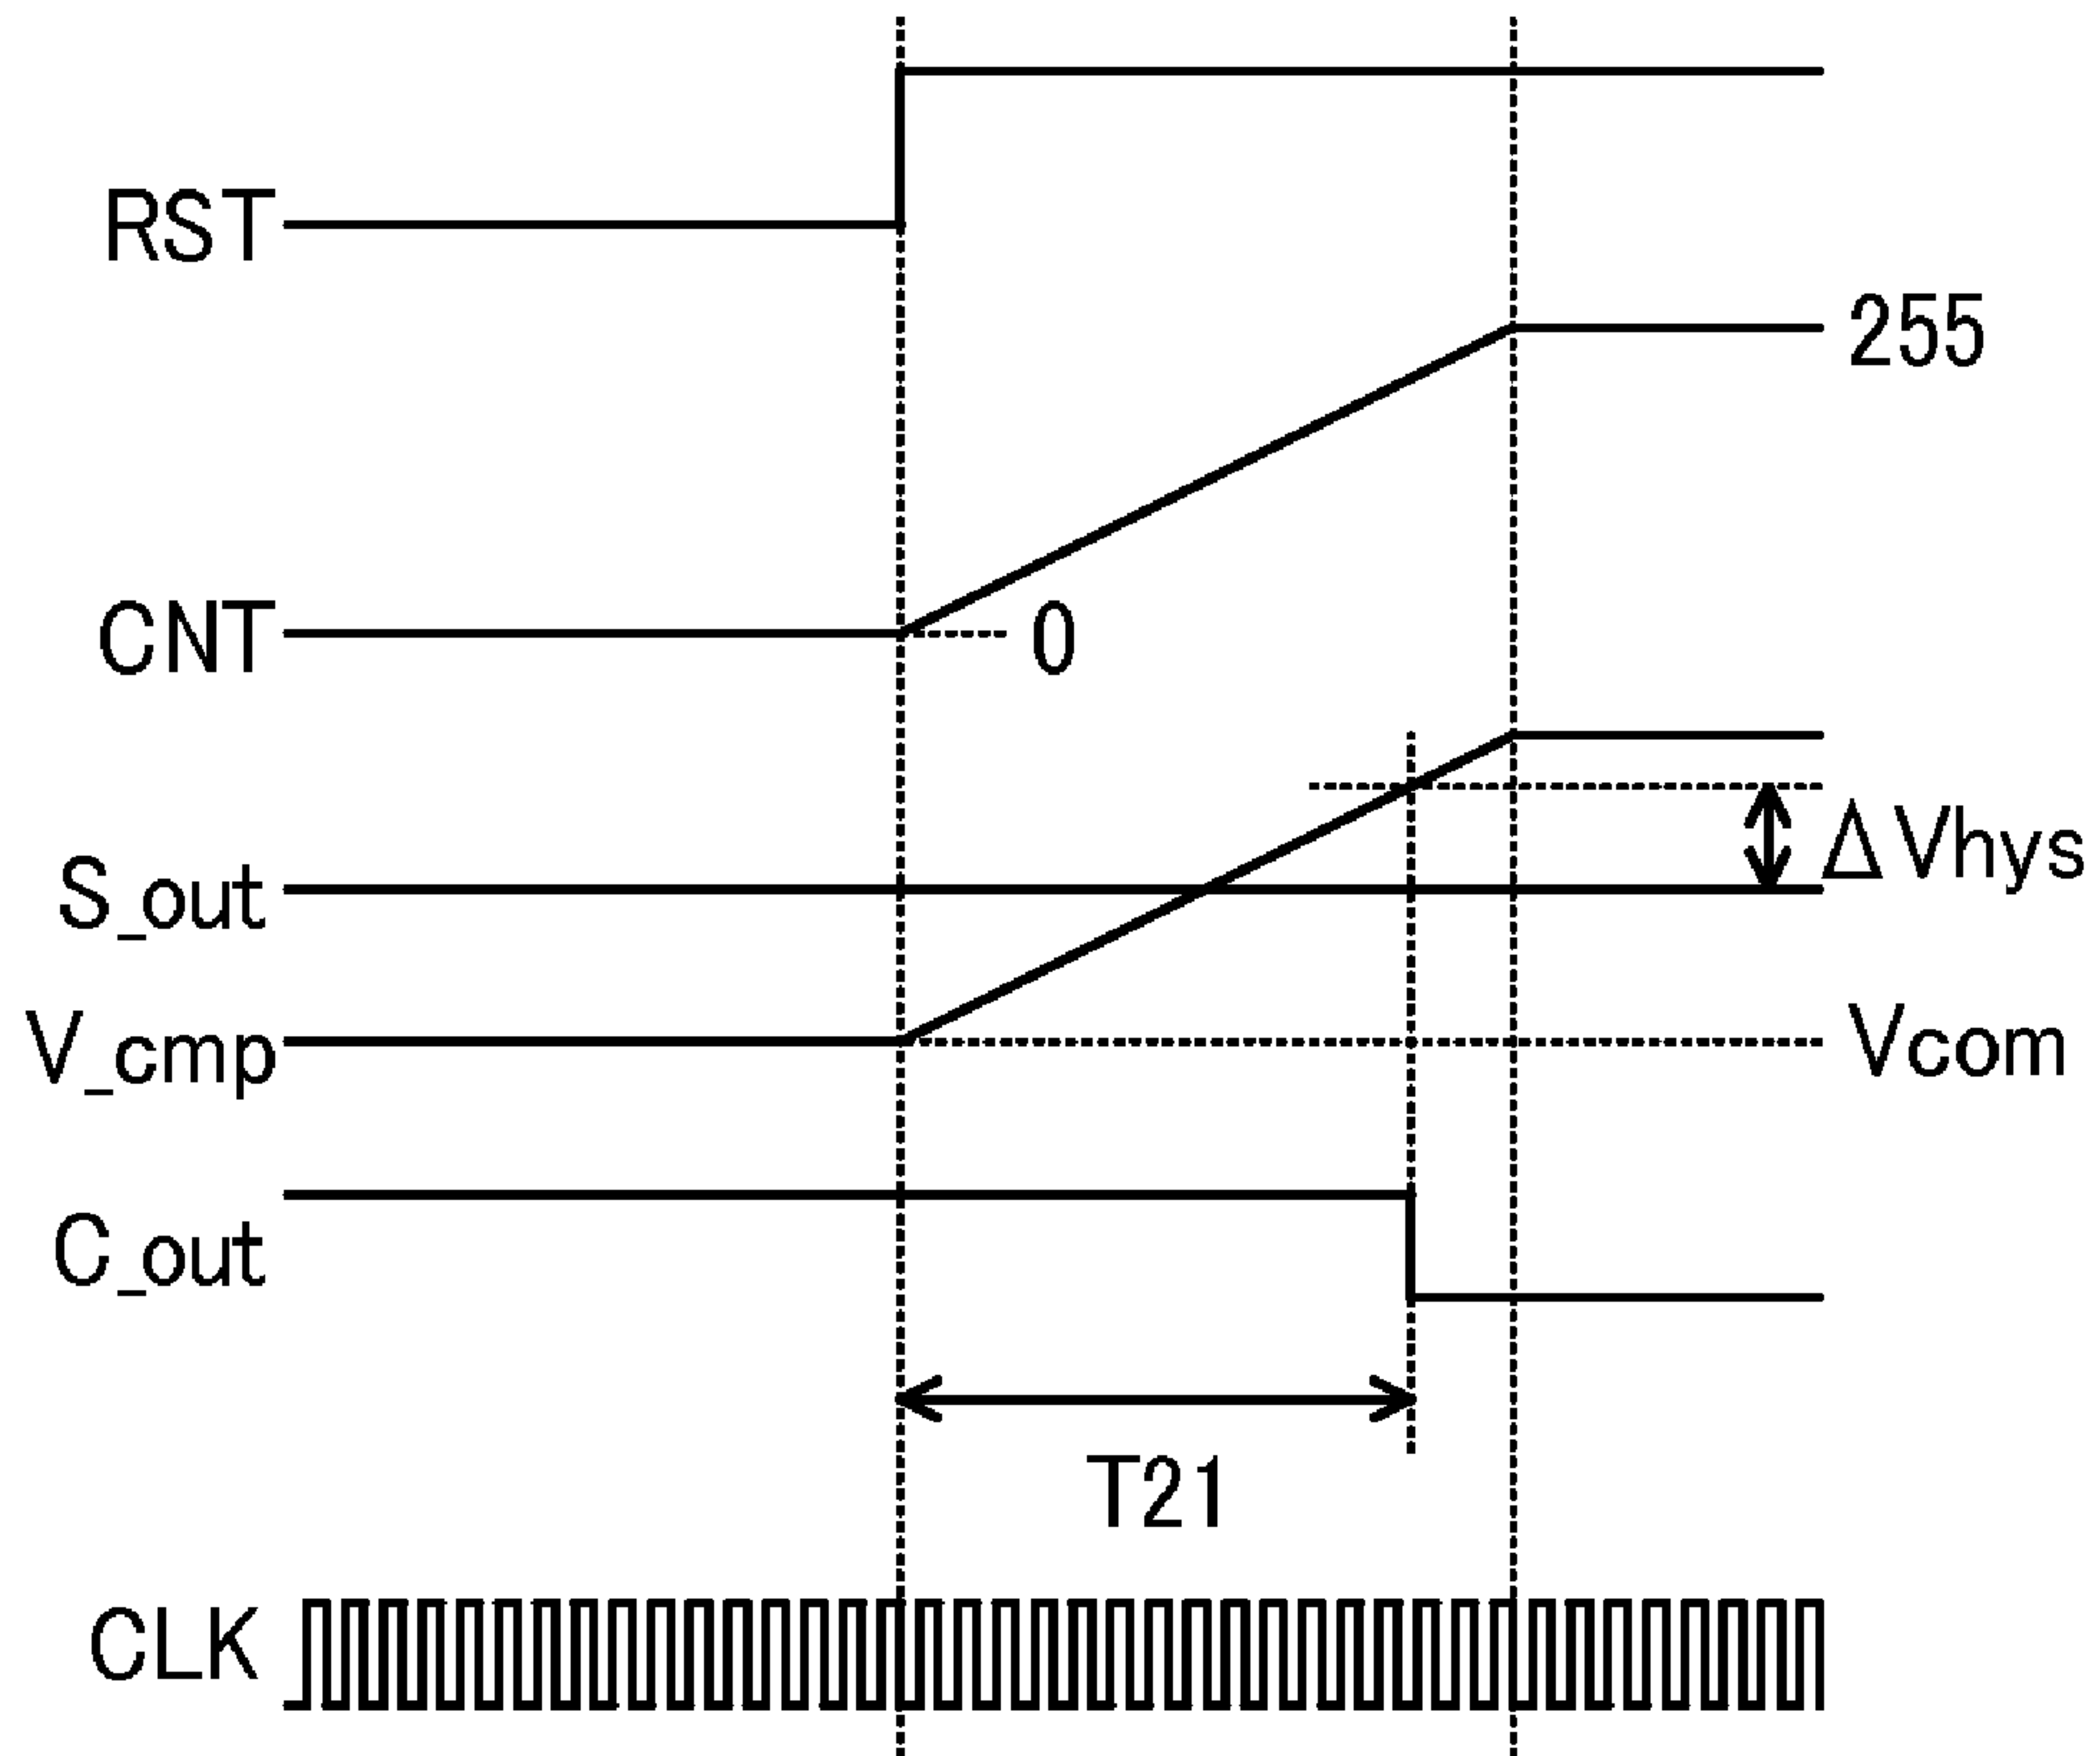 RST
255
CNT
0
ΔVhys
S_out
V_cmp
Vcom
C_out
T21
CLK